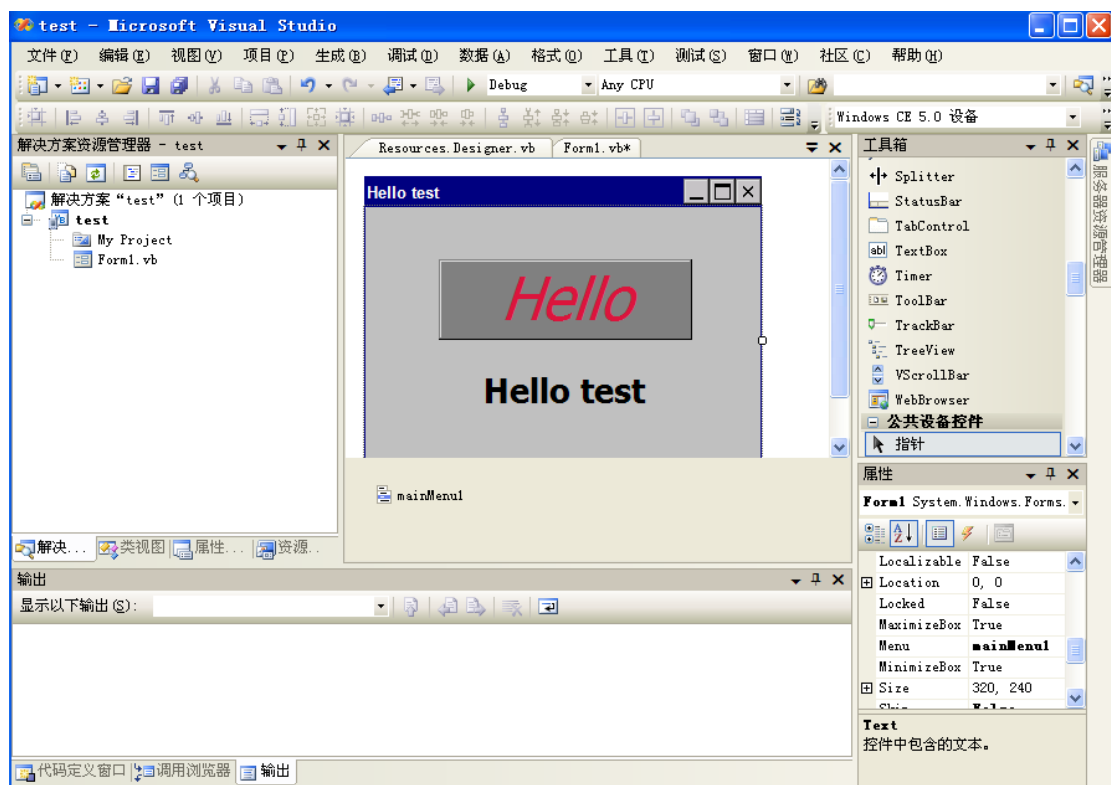 test - Microsoft Visual Studio
文件(F) 编辑(E) 视图(V) 项目(P) 生成(B) 调试(D) 数据(A) 格式(O) 工具(T) 测试(S) 窗口(W) 社区(C) 帮助(H)
Debug Any CPU
Windows CE 5.0 设备
解决方案资源管理器 - test
解决方案“test”(1 个项目)
test
My Project
Form1.vb
解决... 类视图 属性... 资源..
Resources.Designer.vb Form1.vb*
Hello test
Hello
Hello test
mainMenu1
工具箱
Splitter
StatusBar
TabControl
TextBox
Timer
ToolBar
TrackBar
TreeView
VScrollBar
WebBrowser
公共设备控件
指针
服务器资源管理器
属性
Form1 System.Windows.Forms.
Localizable False
Location 0, 0
Locked False
MaximizeBox True
Menu mainMenu1
MinimizeBox True
Size 320, 240
Text
控件中包含的文本。
输出
显示以下输出(S):
代码定义窗口 调用浏览器 输出